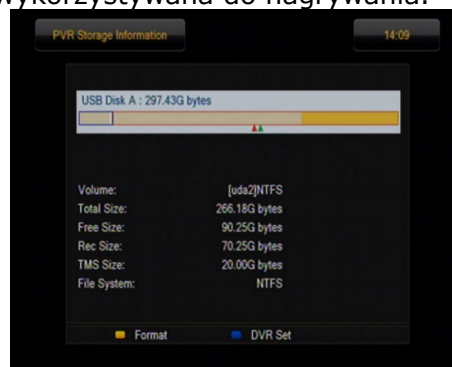 wykorzystywana do nagrywania.
PVR Storage Information
14:09
USB Disk A : 297.43G bytes
Volume: [uda2]NTFS
Total Size: 266.18G bytes
Free Size: 90.25G bytes
Rec Size: 70.25G bytes
TMS Size: 20.00G bytes
File System: NTFS
Format DVR Set